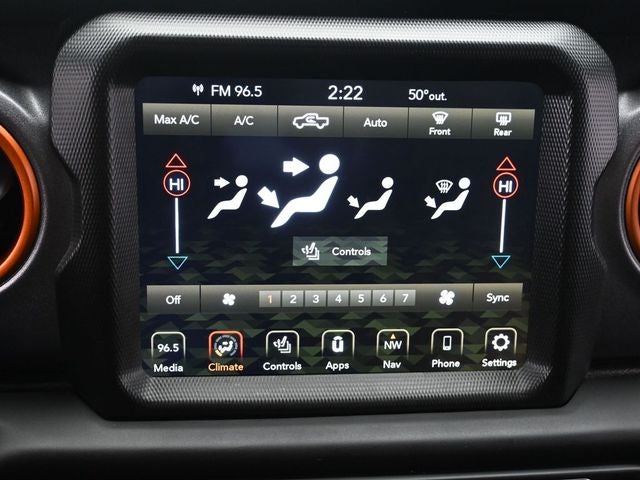 FM 96.5 2:22 50°out.
Max A/C A/C Auto Front Rear
HI HI
Controls
Off 1 2 3 4 5 6 7 Sync
96.5 NW
Media Climate Controls Apps Nav Phone Settings